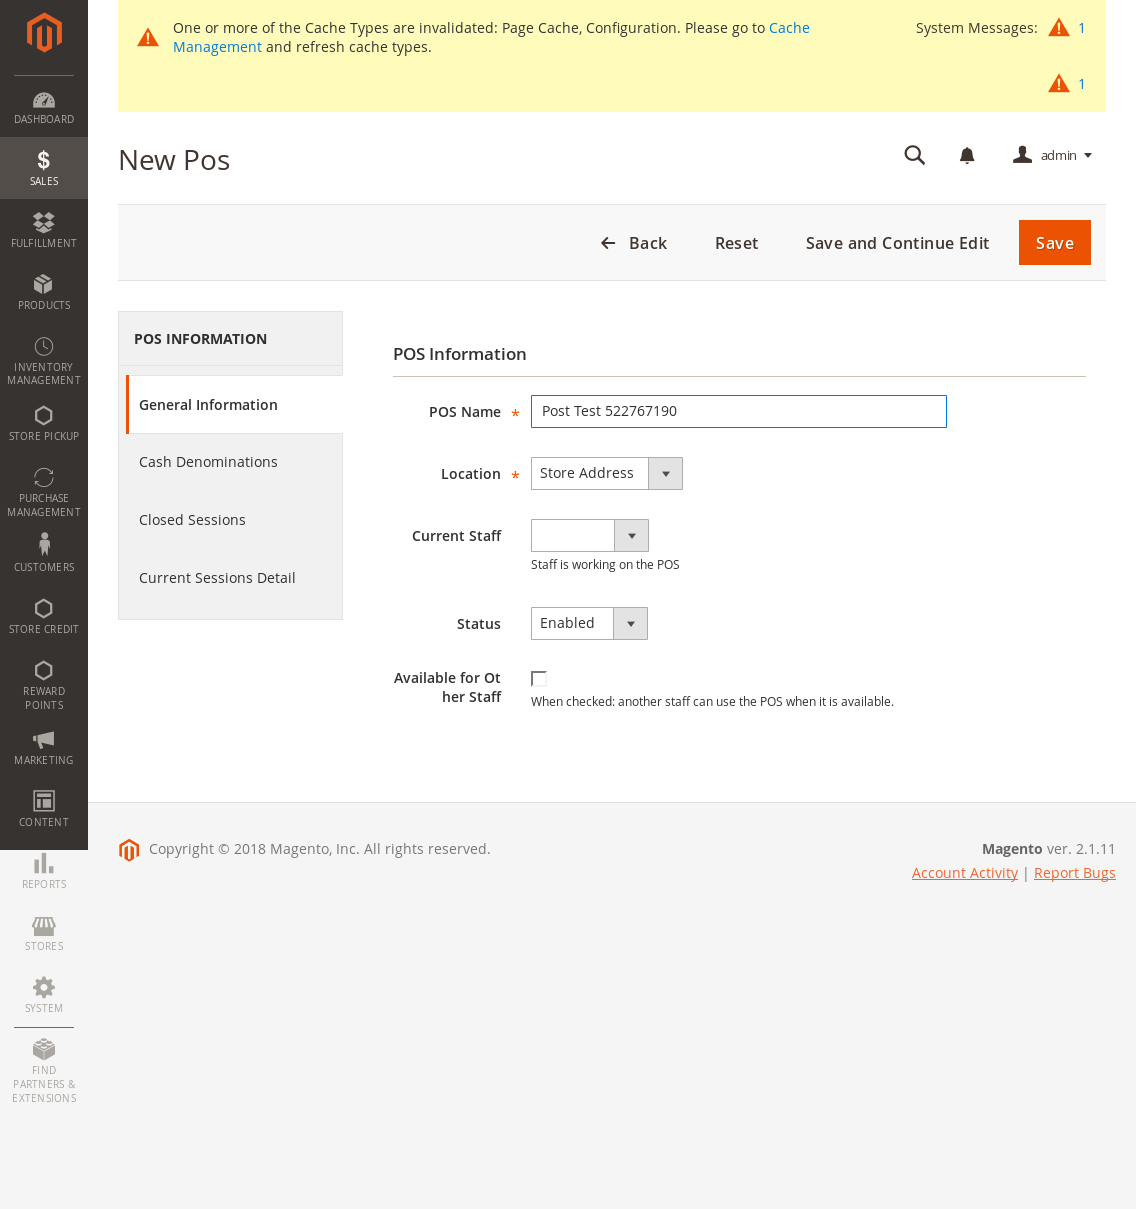 One or more of the Cache Types are invalidated: Page Cache, Configuration. Please go to Cache
Management and refresh cache types.
System Messages: 1
1
DASHBOARD
SALES
FULFILLMENT
PRODUCTS
INVENTORY
MANAGEMENT
STORE PICKUP
PURCHASE
MANAGEMENT
CUSTOMERS
STORE CREDIT
REWARD
POINTS
MARKETING
CONTENT
REPORTS
STORES
SYSTEM
FIND
PARTNERS &
EXTENSIONS
New Pos
admin
Back Reset Save and Continue Edit Save
POS INFORMATION
General Information
Cash Denominations
Closed Sessions
Current Sessions Detail
POS Information
POS Name * Post Test 522767190
Location * Store Address
Current Staff
Staff is working on the POS
Status Enabled
Available for Ot
her Staff
When checked: another staff can use the POS when it is available.
Copyright © 2018 Magento, Inc. All rights reserved.
Magento ver. 2.1.11
Account Activity | Report Bugs